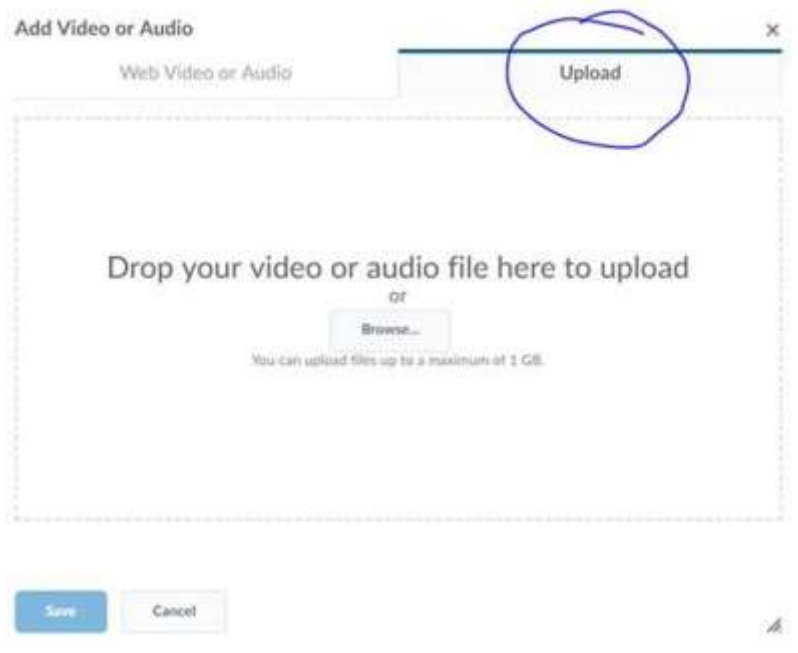 Add Video or Audio ×
Web Video or Audio Upload
Drop your video or audio file here to upload
or
Browse...
You can upload files up to a maximum of 1 GB.
Save Cancel